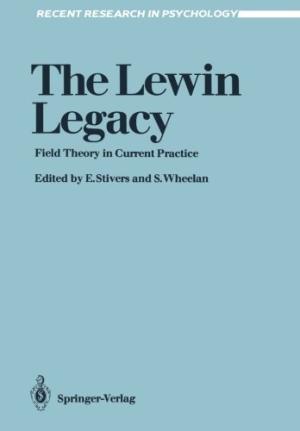 RECENT RESEARCH IN PSYCHOLOGY
The Lewin
Legacy
Field Theory in Current Practice
Edited by E.Stivers and S.Wheelan
Springer-Verlag